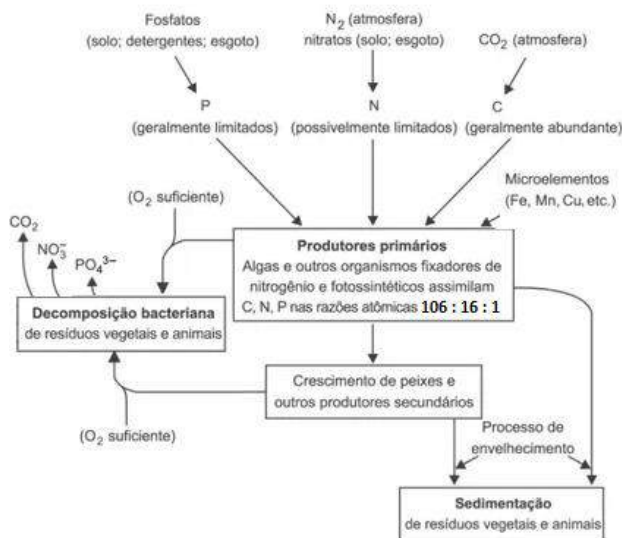 Fosfatos
(solo; detergentes; esgoto)
N₂ (atmosfera)
nitratos (solo; esgoto)
CO₂ (atmosfera)
P
(geralmente limitados)
N
(possivelmente limitados)
C
(geralmente abundante)
Microelementos
(Fe, Mn, Cu, etc.)
(O₂ suficiente)
CO₂
NO₃⁻
PO₄³⁻
Produtores primários
Algas e outros organismos fixadores de
nitrogênio e fotossintéticos assimilam
C, N, P nas razões atômicas 106 : 16 : 1
Decomposição bacteriana
de resíduos vegetais e animais
Crescimento de peixes e
outros produtores secundários
(O₂ suficiente)
Processo de
envelhecimento
Sedimentação
de resíduos vegetais e animais